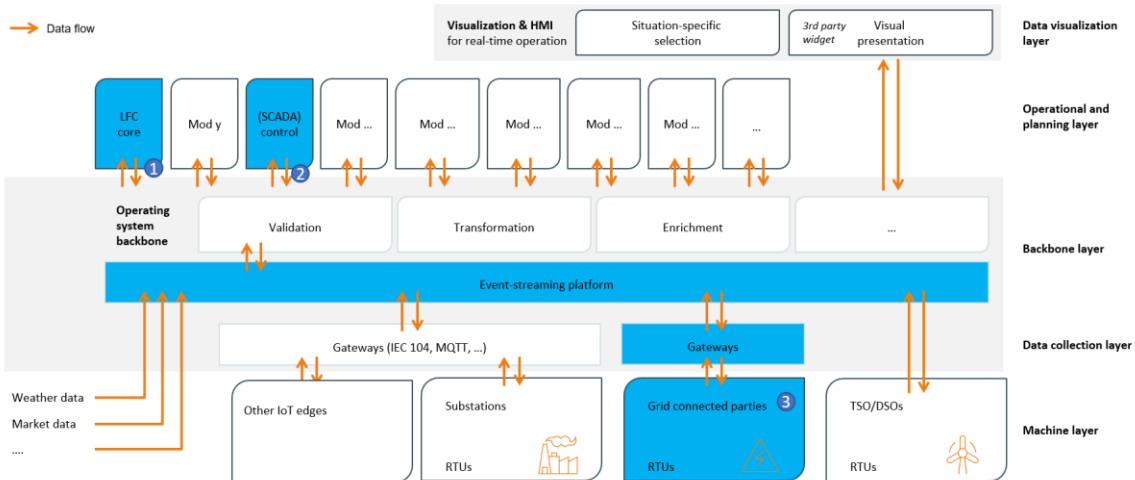 Data flow
Visualization & HMI
for real-time operation
Situation-specific
selection
3rd party
widget
Visual
presentation
Data visualization
layer
LFC
core
1
Mod y
(SCADA)
control
2
Mod ...
Mod ...
Mod ...
Mod ...
Mod ...
...
Operational and
planning layer
Operating
system
backbone
Validation
Transformation
Enrichment
...
Backbone layer
Event-streaming platform
Gateways (IEC 104, MQTT, ...)
Gateways
Data collection layer
Weather data
Market data
....
Other IoT edges
Substations
RTUs
Grid connected parties
3
RTUs
TSO/DSOs
RTUs
Machine layer